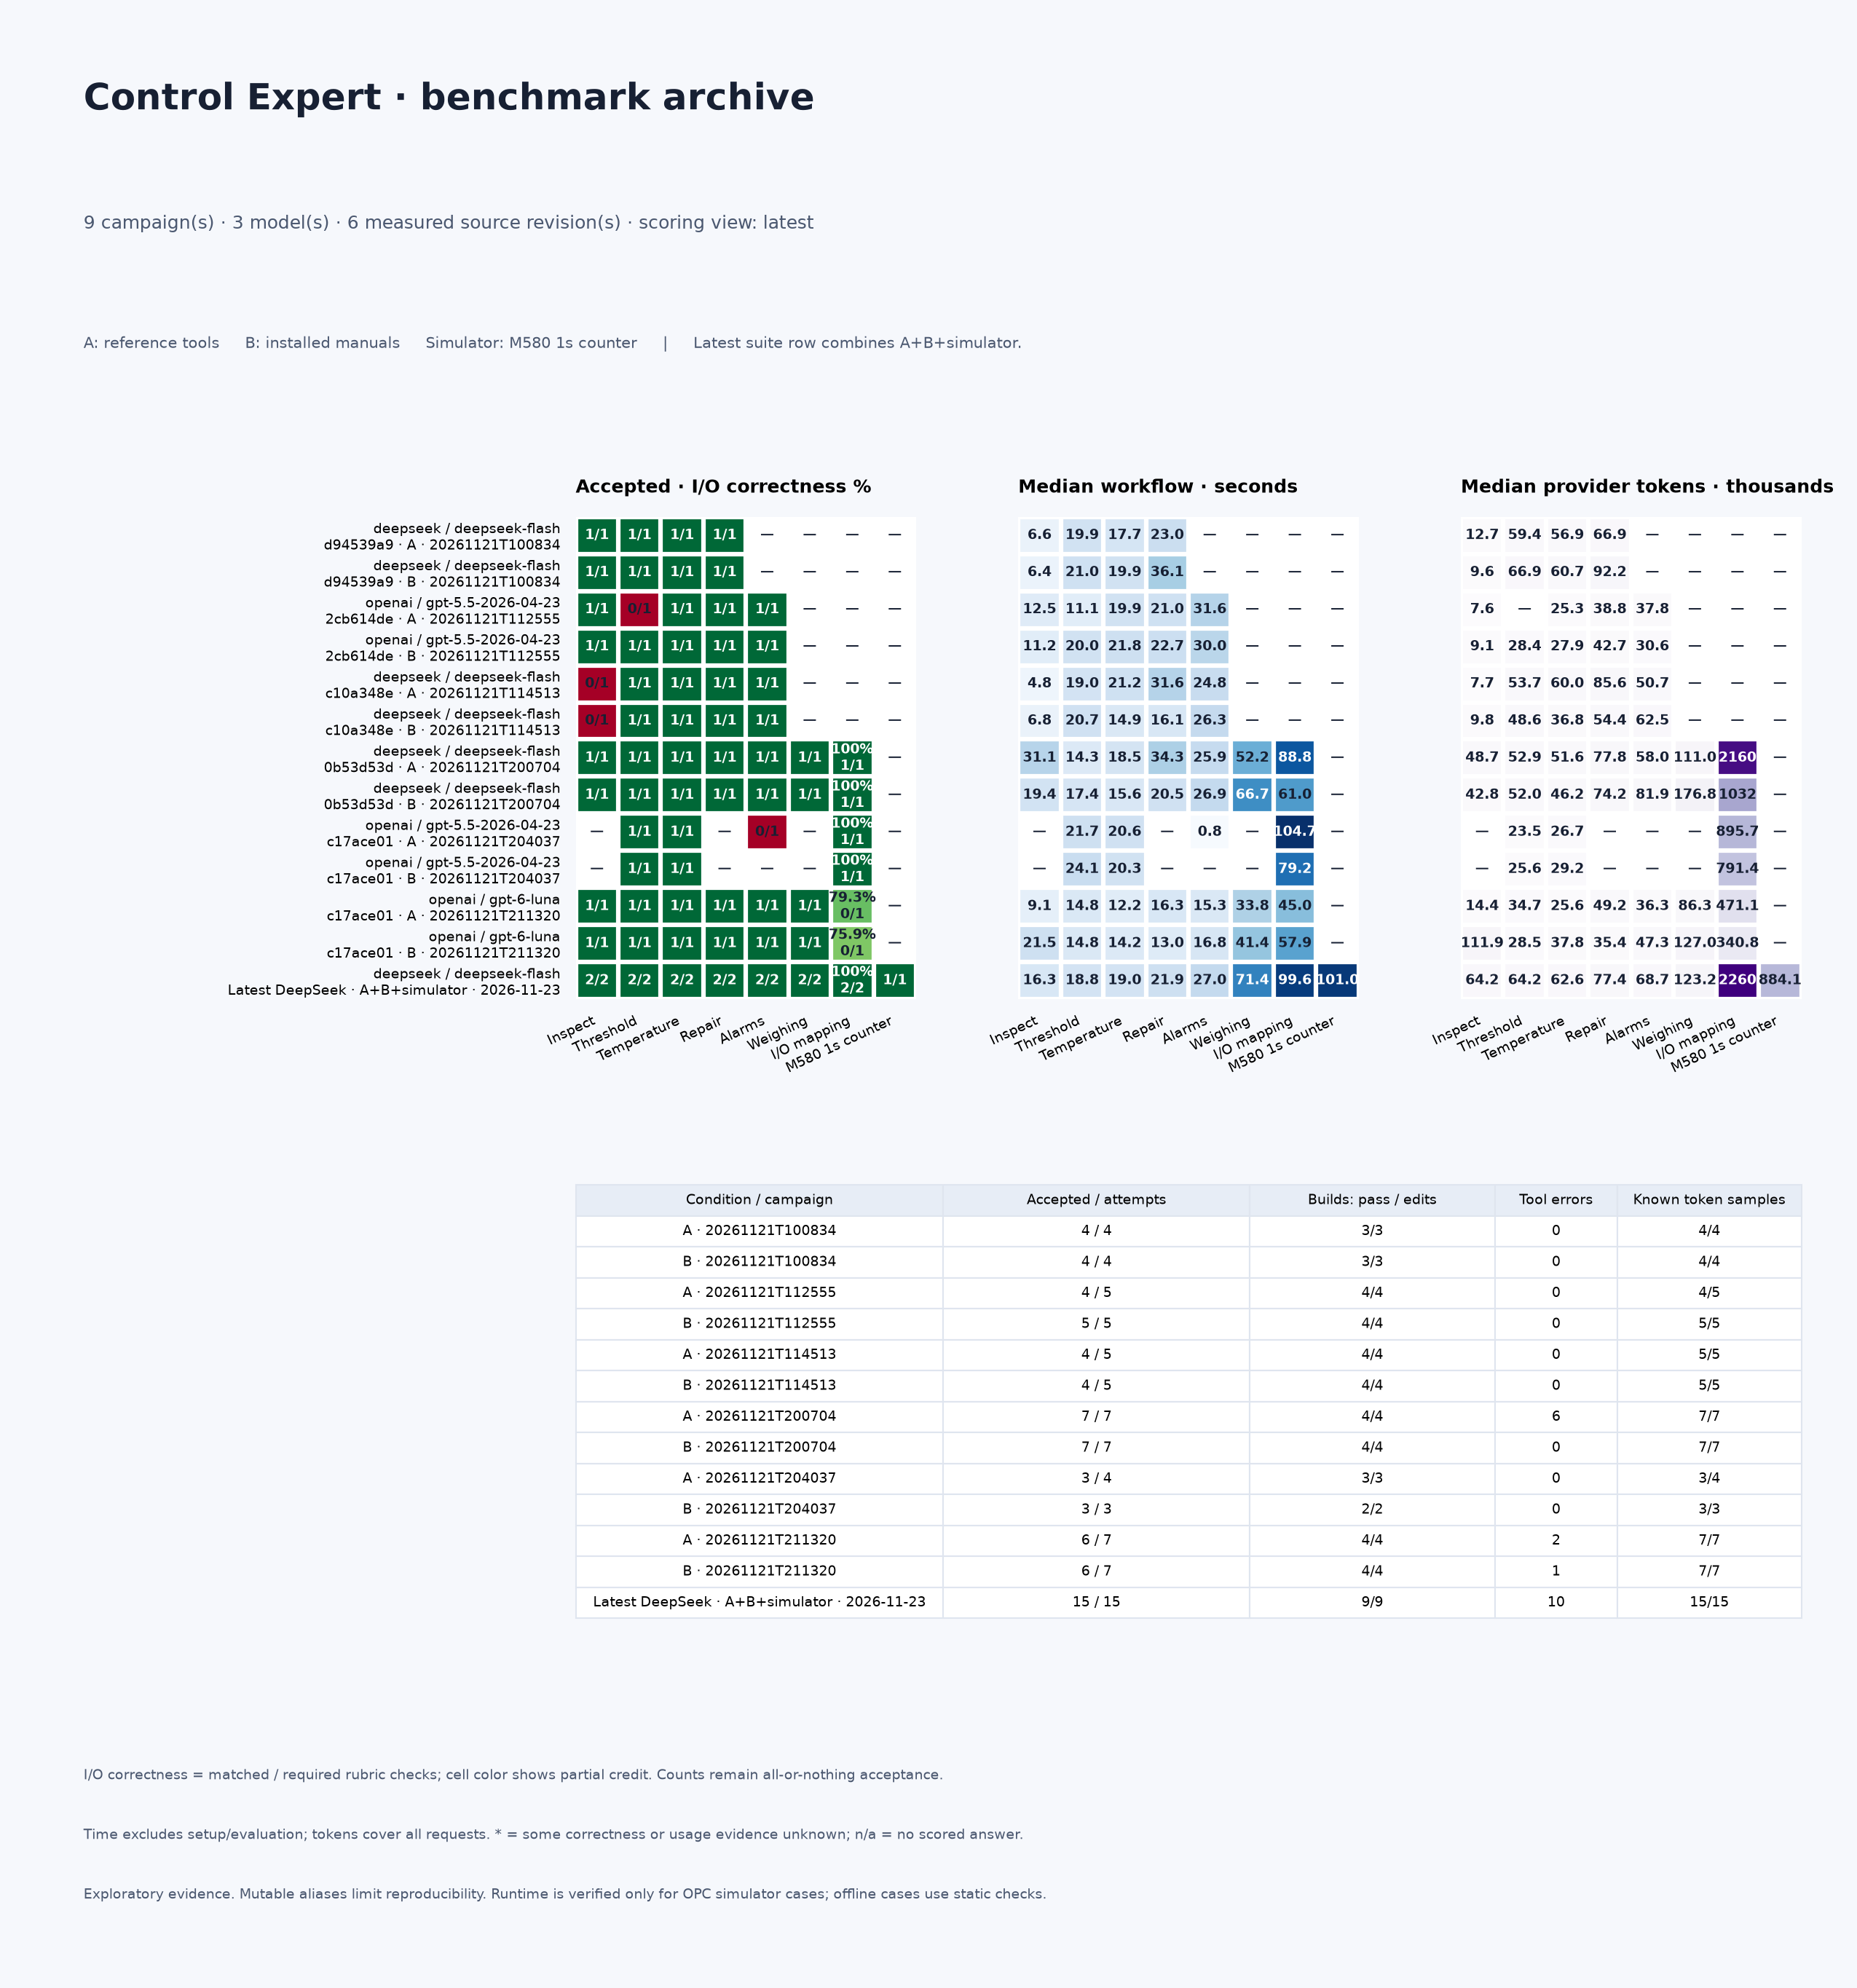 Control Expert · benchmark archive
9 campaign(s) · 3 model(s) · 6 measured source revision(s) · scoring view: latest
A: reference tools B: installed manuals Simulator: M580 1s counter | Latest suite row combines A+B+simulator.
Accepted · I/O correctness % Median workflow · seconds Median provider tokens · thousands
deepseek / deepseek-flash
d94539a9 · A · 20261121T100834 1/1 1/1 1/1 1/1 — — — — 6.6 19.9 17.7 23.0 — — — — 12.7 59.4 56.9 66.9 — — — —
deepseek / deepseek-flash
d94539a9 · B · 20261121T100834 1/1 1/1 1/1 1/1 — — — — 6.4 21.0 19.9 36.1 — — — — 9.6 66.9 60.7 92.2 — — — —
openai / gpt-5.5-2026-04-23
2cb614de · A · 20261121T112555 1/1 0/1 1/1 1/1 1/1 — — — 12.5 11.1 19.9 21.0 31.6 — — — 7.6 — 25.3 38.8 37.8 — — —
openai / gpt-5.5-2026-04-23
2cb614de · B · 20261121T112555 1/1 1/1 1/1 1/1 1/1 — — — 11.2 20.0 21.8 22.7 30.0 — — — 9.1 28.4 27.9 42.7 30.6 — — —
deepseek / deepseek-flash
c10a348e · A · 20261121T114513 0/1 1/1 1/1 1/1 1/1 — — — 4.8 19.0 21.2 31.6 24.8 — — — 7.7 53.7 60.0 85.6 50.7 — — —
deepseek / deepseek-flash
c10a348e · B · 20261121T114513 0/1 1/1 1/1 1/1 1/1 — — — 6.8 20.7 14.9 16.1 26.3 — — — 9.8 48.6 36.8 54.4 62.5 — — —
deepseek / deepseek-flash
0b53d53d · A · 20261121T200704 1/1 1/1 1/1 1/1 1/1 1/1 100% 1/1 — 31.1 14.3 18.5 34.3 25.9 52.2 88.8 — 48.7 52.9 51.6 77.8 58.0 111.0 2160 —
deepseek / deepseek-flash
0b53d53d · B · 20261121T200704 1/1 1/1 1/1 1/1 1/1 1/1 100% 1/1 — 19.4 17.4 15.6 20.5 26.9 66.7 61.0 — 42.8 52.0 46.2 74.2 81.9 176.8 1032 —
openai / gpt-5.5-2026-04-23
c17ace01 · A · 20261121T204037 — 1/1 1/1 — 0/1 — 100% 1/1 — — 21.7 20.6 — 0.8 — 104.7 — — 23.5 26.7 — — — 895.7 —
openai / gpt-5.5-2026-04-23
c17ace01 · B · 20261121T204037 — 1/1 1/1 — — — 100% 1/1 — — 24.1 20.3 — — — 79.2 — — 25.6 29.2 — — — 791.4 —
openai / gpt-6-luna
c17ace01 · A · 20261121T211320 1/1 1/1 1/1 1/1 1/1 1/1 79.3% 0/1 — 9.1 14.8 12.2 16.3 15.3 33.8 45.0 — 14.4 34.7 25.6 49.2 36.3 86.3 471.1 —
openai / gpt-6-luna
c17ace01 · B · 20261121T211320 1/1 1/1 1/1 1/1 1/1 1/1 75.9% 0/1 — 21.5 14.8 14.2 13.0 16.8 41.4 57.9 — 111.9 28.5 37.8 35.4 47.3 127.0 340.8 —
deepseek / deepseek-flash
Latest DeepSeek · A+B+simulator · 2026-11-23 2/2 2/2 2/2 2/2 2/2 2/2 100% 2/2 1/1 16.3 18.8 19.0 21.9 27.0 71.4 99.6 101.0 64.2 64.2 62.6 77.4 68.7 123.2 2260 884.1
Inspect Threshold Temperature Repair Alarms Weighing I/O mapping M580 1s counter
Inspect Threshold Temperature Repair Alarms Weighing I/O mapping M580 1s counter
Inspect Threshold Temperature Repair Alarms Weighing I/O mapping M580 1s counter
Condition / campaign Accepted / attempts Builds: pass / edits Tool errors Known token samples
A · 20261121T100834 4 / 4 3/3 0 4/4
B · 20261121T100834 4 / 4 3/3 0 4/4
A · 20261121T112555 4 / 5 4/4 0 4/5
B · 20261121T112555 5 / 5 4/4 0 5/5
A · 20261121T114513 4 / 5 4/4 0 5/5
B · 20261121T114513 4 / 5 4/4 0 5/5
A · 20261121T200704 7 / 7 4/4 6 7/7
B · 20261121T200704 7 / 7 4/4 0 7/7
A · 20261121T204037 3 / 4 3/3 0 3/4
B · 20261121T204037 3 / 3 2/2 0 3/3
A · 20261121T211320 6 / 7 4/4 2 7/7
B · 20261121T211320 6 / 7 4/4 1 7/7
Latest DeepSeek · A+B+simulator · 2026-11-23 15 / 15 9/9 10 15/15
I/O correctness = matched / required rubric checks; cell color shows partial credit. Counts remain all-or-nothing acceptance.
Time excludes setup/evaluation; tokens cover all requests. * = some correctness or usage evidence unknown; n/a = no scored answer.
Exploratory evidence. Mutable aliases limit reproducibility. Runtime is verified only for OPC simulator cases; offline cases use static checks.